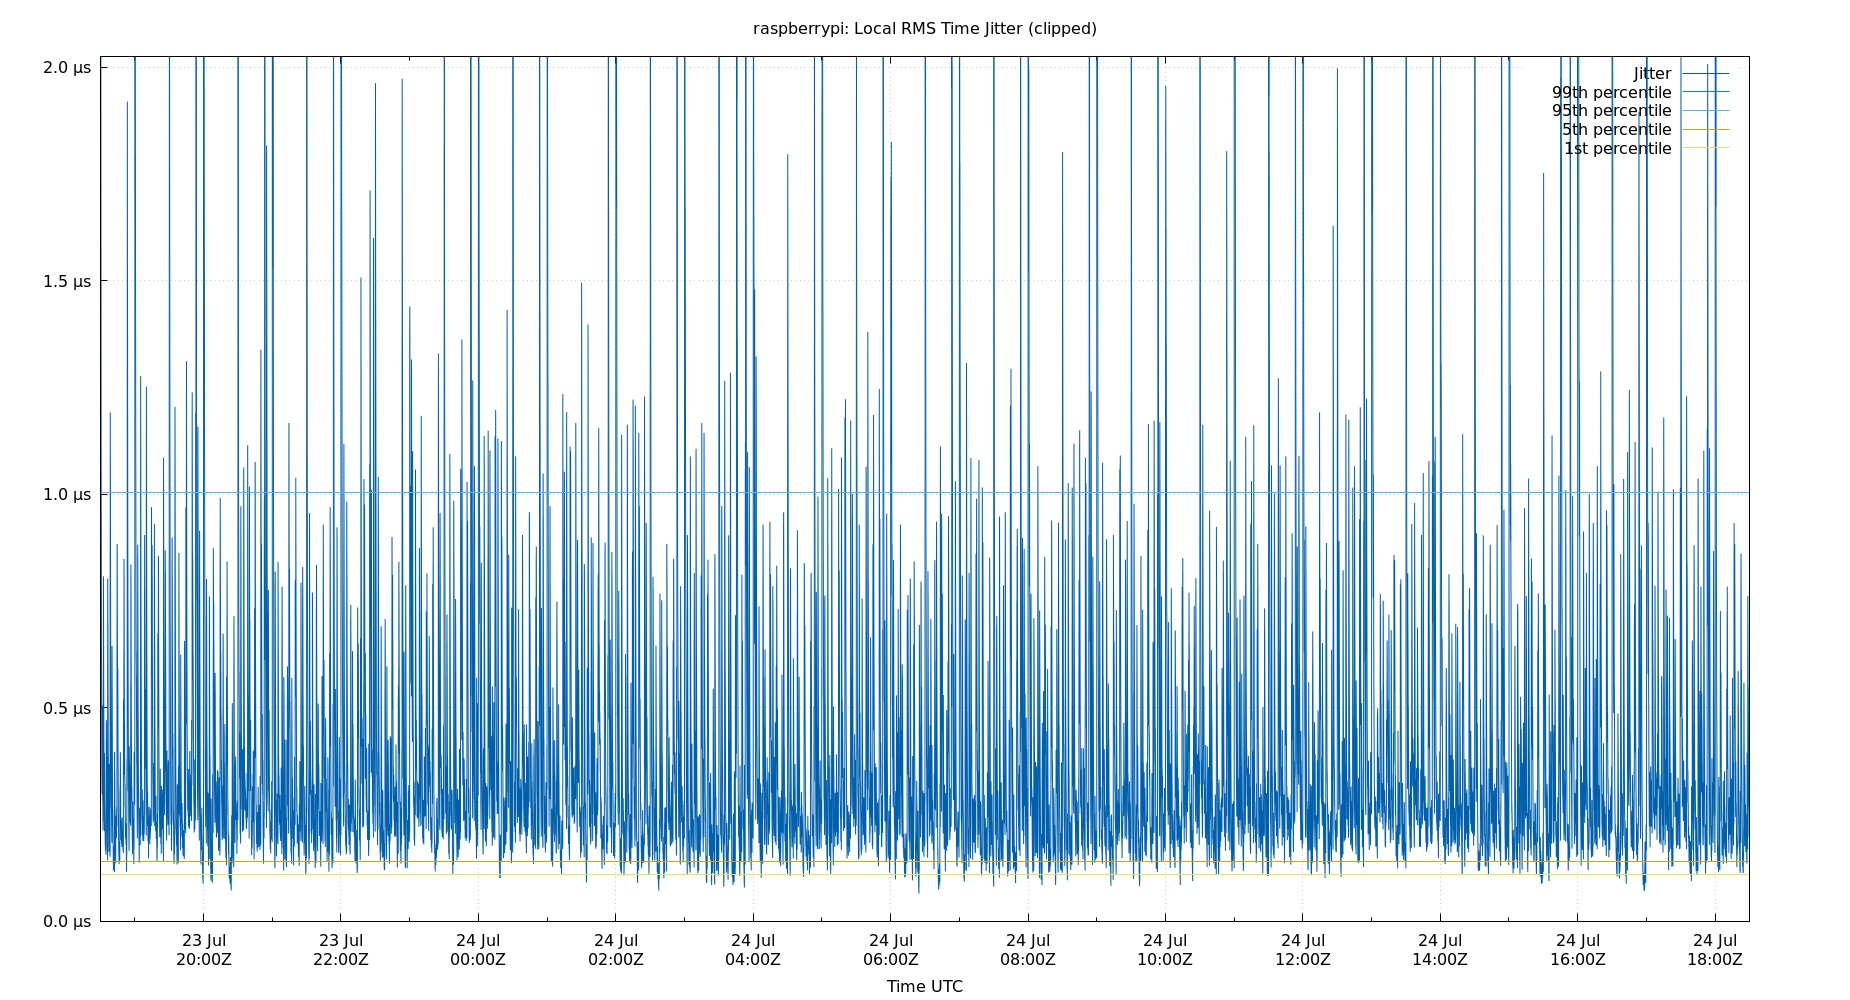 raspberrypi: Local RMS Time Jitter (clipped)
2.0 µs
1.5 µs
1.0 µs
0.5 µs
0.0 µs
Jitter
99th percentile
95th percentile
5th percentile
1st percentile
23 Jul 23 Jul 24 Jul 24 Jul 24 Jul 24 Jul 24 Jul 24 Jul 24 Jul 24 Jul 24 Jul 24 Jul
20:00Z 22:00Z 00:00Z 02:00Z 04:00Z 06:00Z 08:00Z 10:00Z 12:00Z 14:00Z 16:00Z 18:00Z
Time UTC